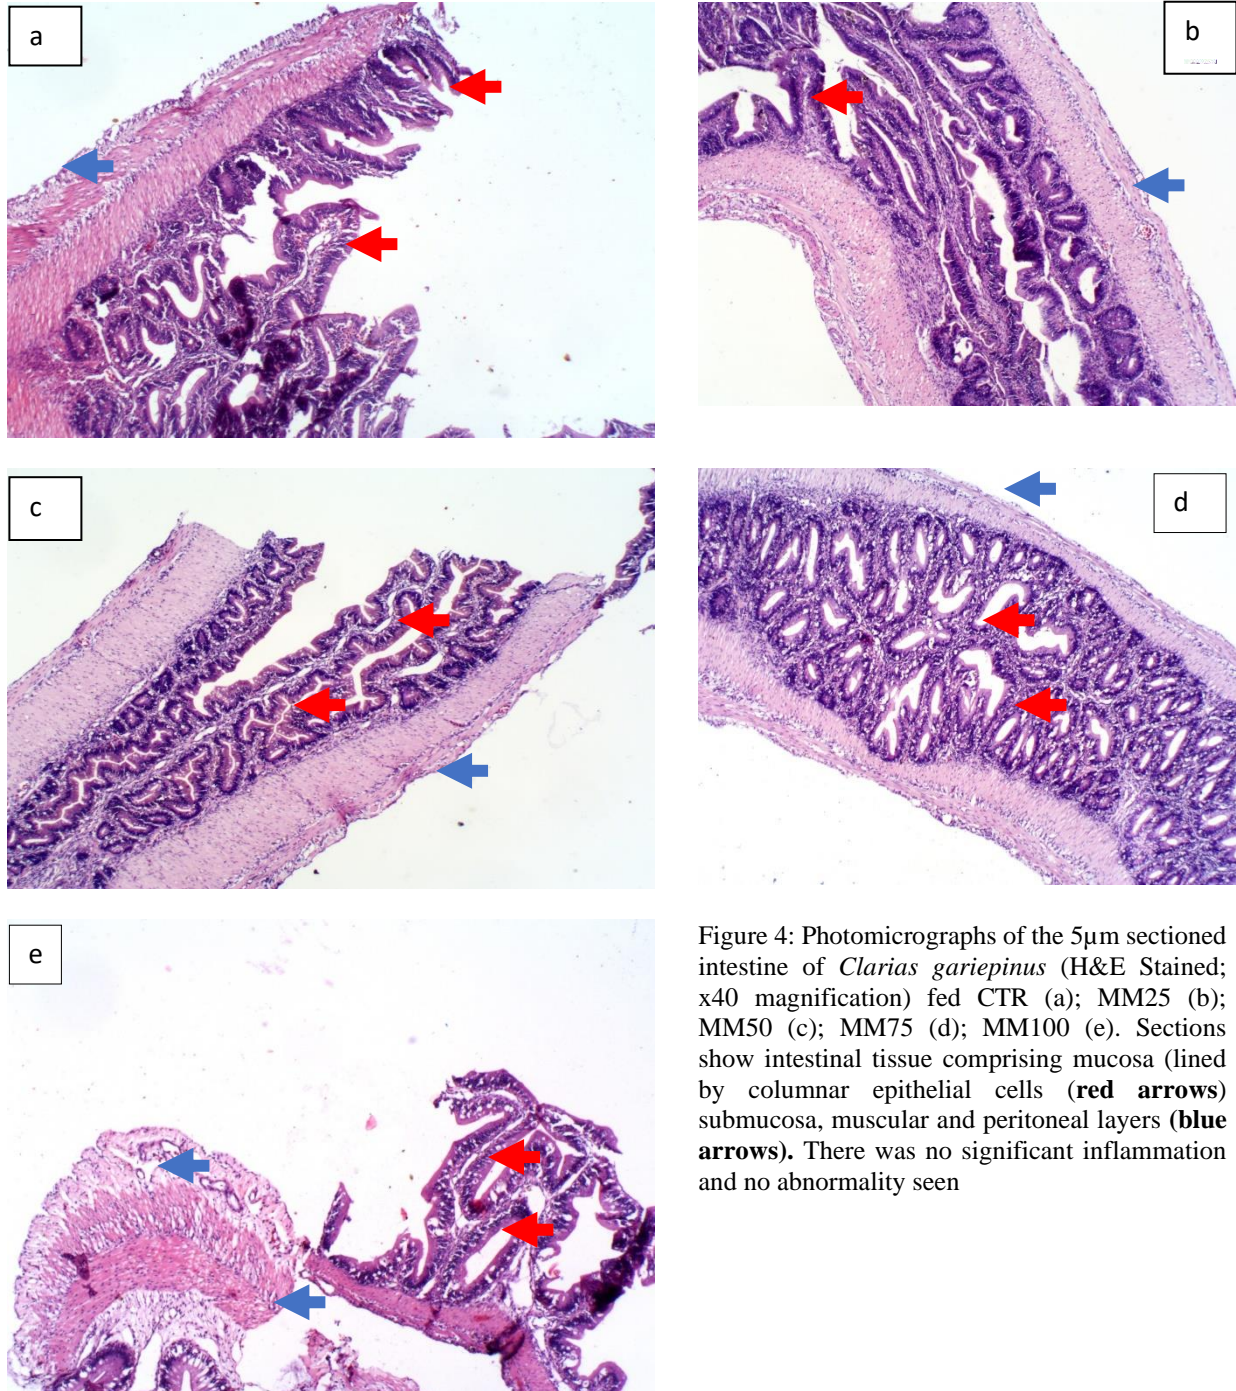 a
b
c
d
e
Figure 4: Photomicrographs of the 5µm sectioned
intestine of Clarias gariepinus (H&E Stained;
x40 magnification) fed CTR (a); MM25 (b);
MM50 (c); MM75 (d); MM100 (e). Sections
show intestinal tissue comprising mucosa (lined
by columnar epithelial cells (red arrows)
submucosa, muscular and peritoneal layers (blue
arrows). There was no significant inflammation
and no abnormality seen